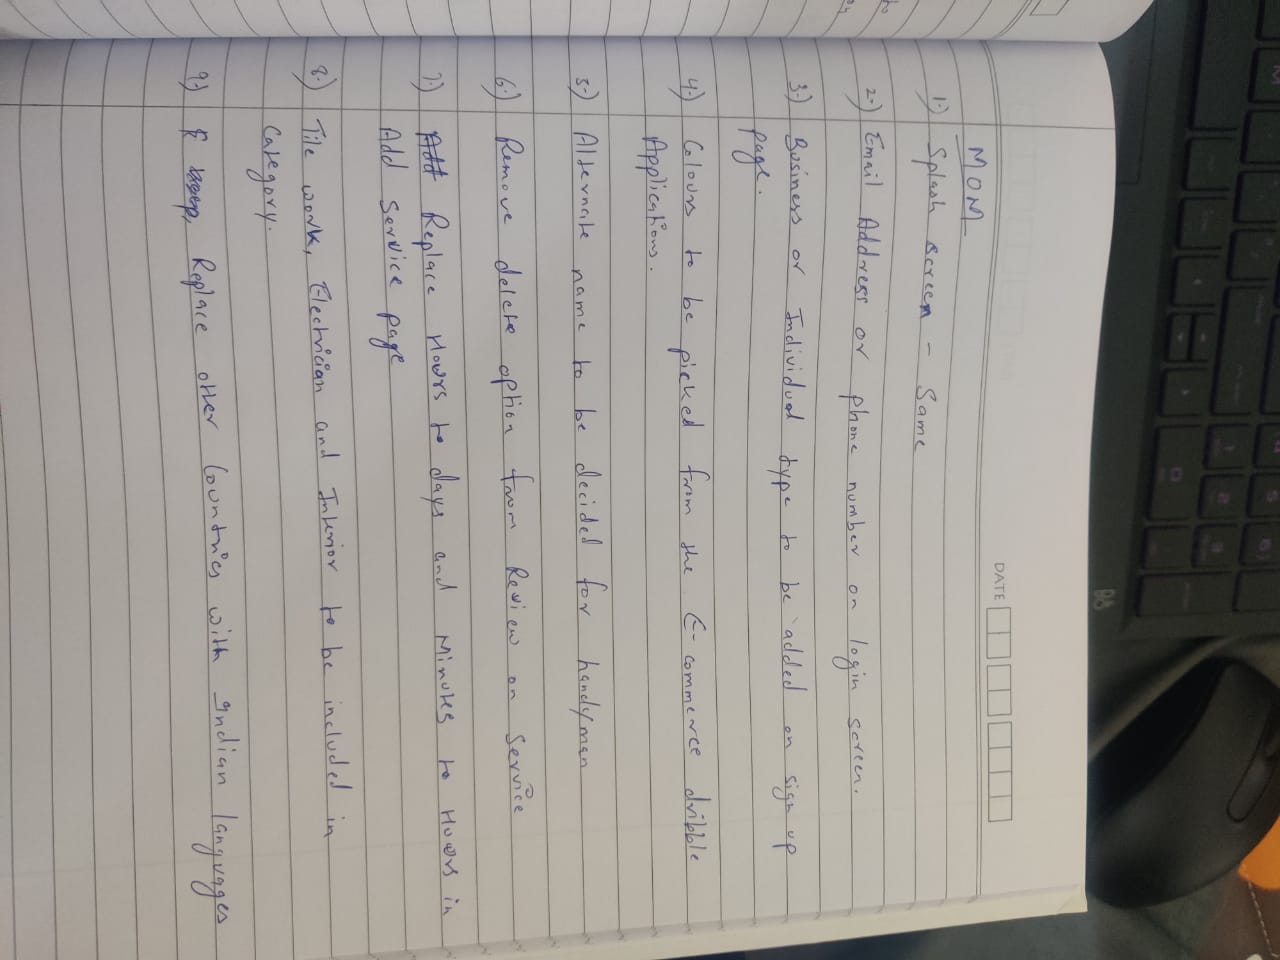 DATE
MOM
1.) Splash screen - Same
2.) Email Address or phone number on login screen.
3.) Business or Individual type to be added on sign up
page.
4.) Colours to be picked from the E-commerce dribble
Applications.
5.) Alternate name to be decided for handyman
6.) Remove delete option from Review on Service
7.) Add Replace Hours to days and Minutes to Hours in
Add Service page
8.) Tile work, Electrician and Interior to be included in
Category.
9.) Replace other Countries with Indian languages